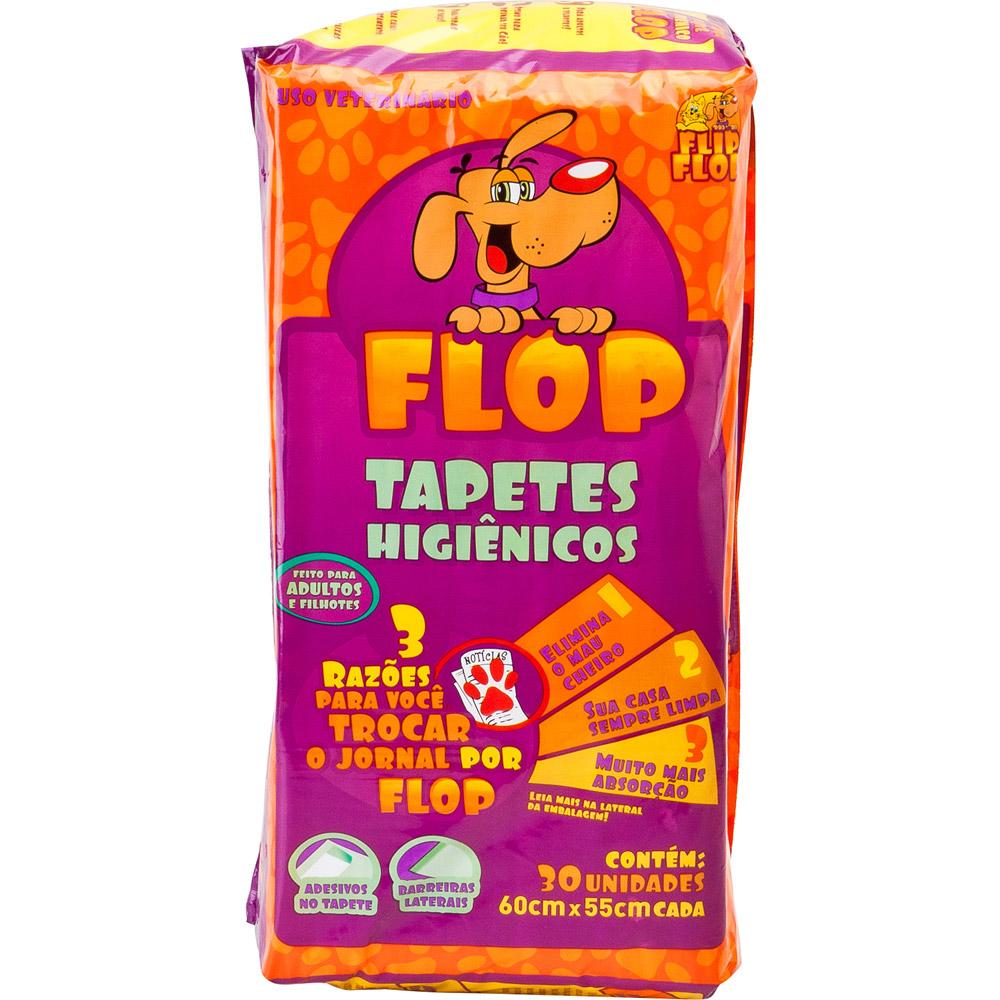 USO VETERINÁRIO
FLIP
FLOP
FLOP
TAPETES
HIGIÊNICOS
FEITO PARA
ADULTOS
E FILHOTES
3
RAZÕES
PARA VOCÊ
TROCAR
O JORNAL POR
FLOP
NOTÍCIAS
1
ELIMINA
O MAU
CHEIRO
2
SUA CASA
SEMPRE LIMPA
3
MUITO MAIS
ABSORÇÃO
LEIA MAIS NA LATERAL
DA EMBALAGEM!
ADESIVOS
NO TAPETE
BARREIRAS
LATERAIS
CONTÉM:
30 UNIDADES
60cm x 55cm CADA